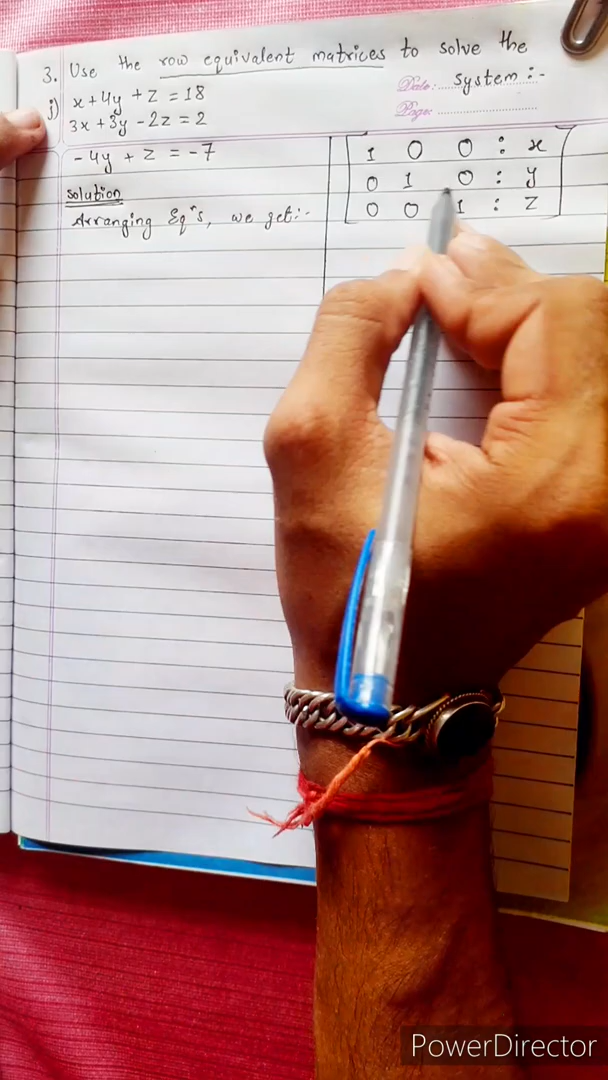 3. Use the row equivalent matrices to solve the
system :-
Date:
Page:
j) x + 4y + z = 18
3x + 3y - 2z = 2
- 4y + z = -7
solution
Arranging Eqⁿs, we get:-
1 0 0 : x
0 1 0 : y
0 0 1 : z
PowerDirector